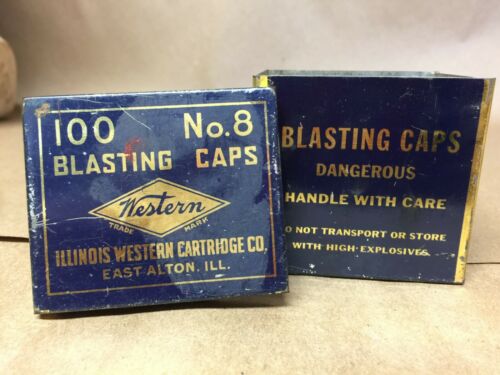 100 No.8
BLASTING CAPS
Western
TRADE MARK
ILLINOIS WESTERN CARTRIDGE CO.
EAST ALTON, ILL.
BLASTING CAPS
DANGEROUS
HANDLE WITH CARE
DO NOT TRANSPORT OR STORE
WITH HIGH-EXPLOSIVES